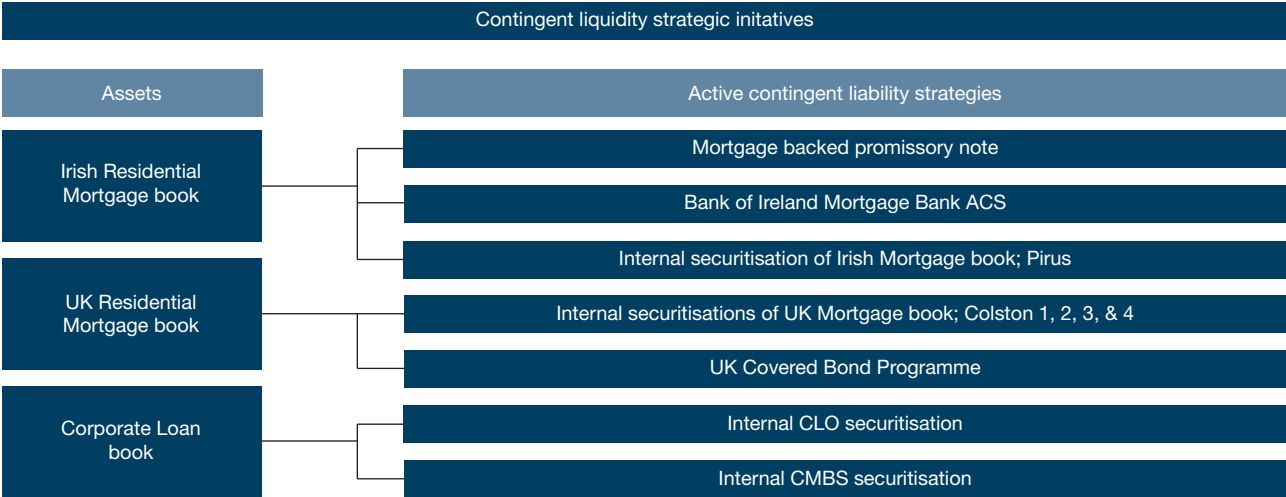 Contingent liquidity strategic initatives
Assets
Active contingent liability strategies
Irish Residential
Mortgage book
Mortgage backed promissory note
Bank of Ireland Mortgage Bank ACS
Internal securitisation of Irish Mortgage book; Pirus
UK Residential
Mortgage book
Internal securitisations of UK Mortgage book; Colston 1, 2, 3, & 4
UK Covered Bond Programme
Corporate Loan
book
Internal CLO securitisation
Internal CMBS securitisation